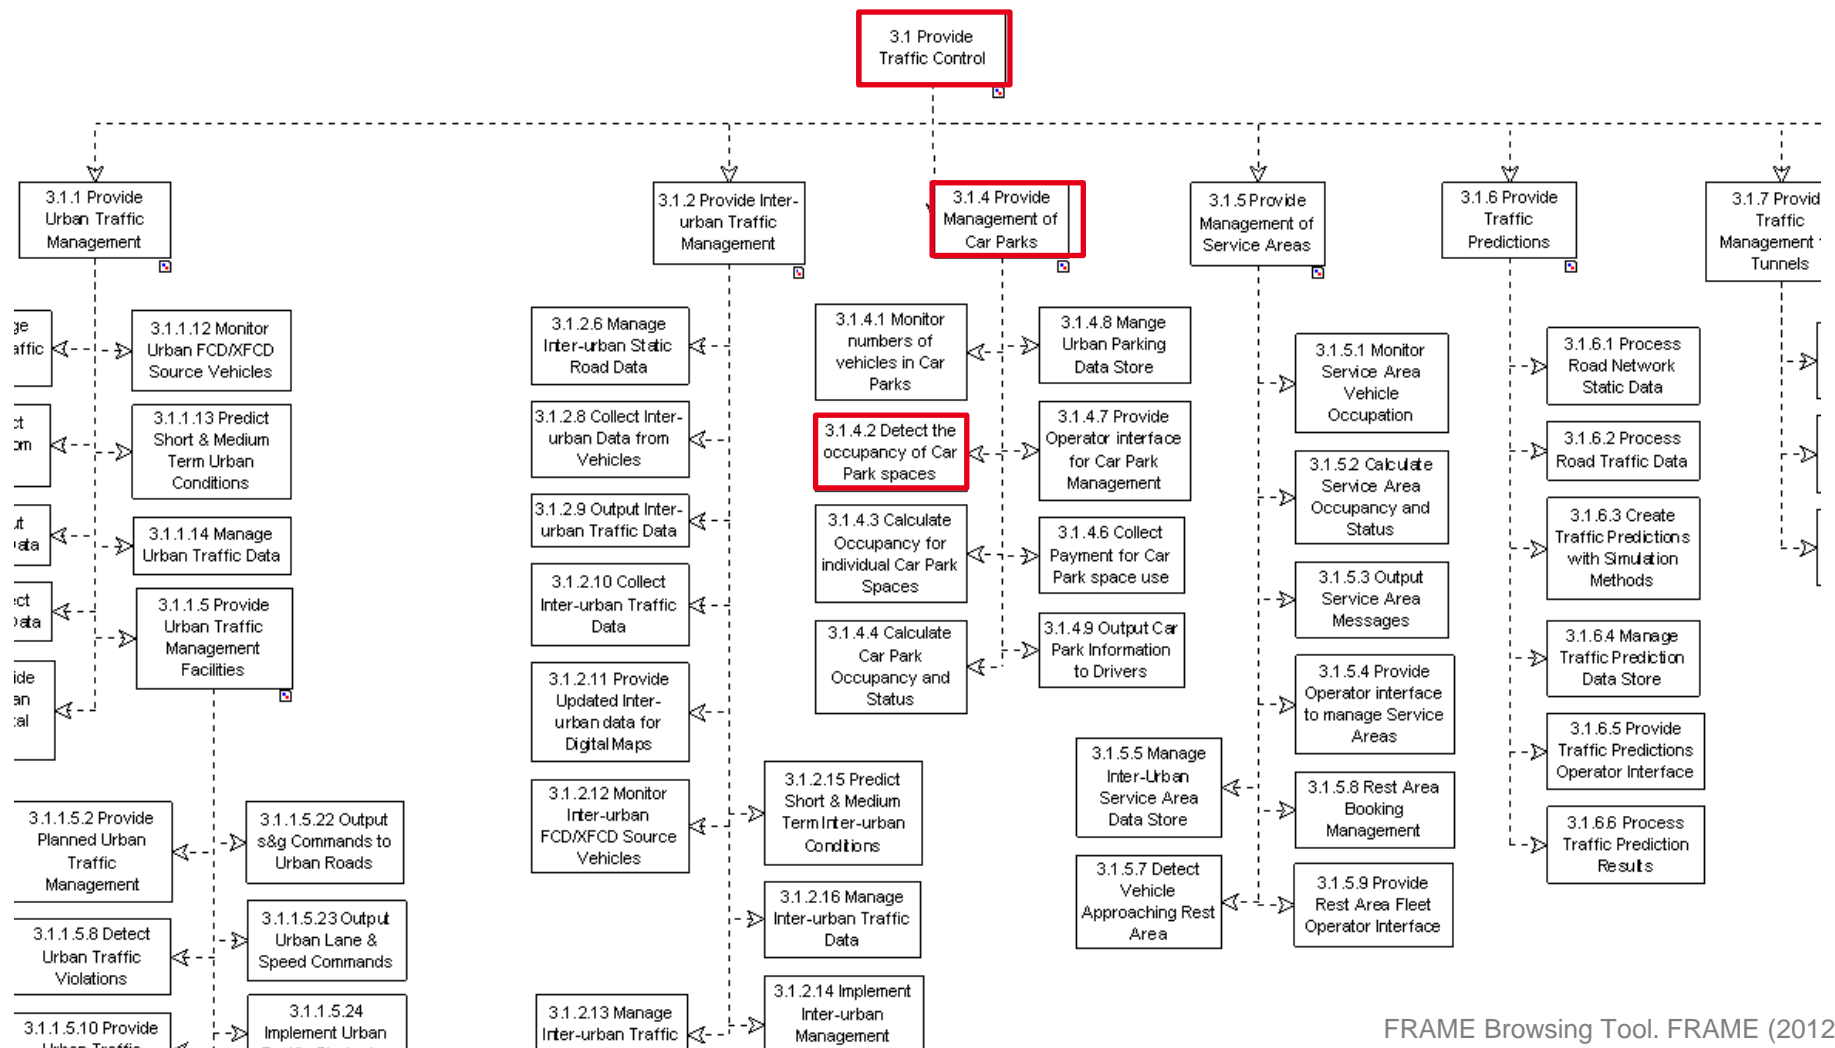 3.1 Provide
Traffic Control
3.1.1 Provide
Urban Traffic
Management
3.1.2 Provide Inter-
urban Traffic
Management
3.1.4 Provide
Management of
Car Parks
3.1.5 Provide
Management of
Service Areas
3.1.6 Provide
Traffic
Predictions
3.1.7 Provid
Traffic
Management
Tunnels
3.1.1.12 Monitor
Urban FCD/XFCD
Source Vehicles
3.1.1.13 Predict
Short & Medium
Term Urban
Conditions
3.1.1.14 Manage
Urban Traffic Data
3.1.1.5 Provide
Urban Traffic
Management
Facilities
3.1.1.5.2 Provide
Planned Urban
Traffic
Management
3.1.1.5.8 Detect
Urban Traffic
Violations
3.1.1.5.10 Provide
Urban Traffic
3.1.1.5.22 Output
s&g Commands to
Urban Roads
3.1.1.5.23 Output
Urban Lane &
Speed Commands
3.1.1.5.24
Implement Urban
3.1.2.6 Manage
Inter-urban Static
Road Data
3.1.2.8 Collect Inter-
urban Data from
Vehicles
3.1.2.9 Output Inter-
urban Traffic Data
3.1.2.10 Collect
Inter-urban Traffic
Data
3.1.2.11 Provide
Updated Inter-
urban data for
Digital Maps
3.1.2.12 Monitor
Inter-urban
FCD/XFCD Source
Vehicles
3.1.2.13 Manage
Inter-urban Traffic
3.1.2.15 Predict
Short & Medium
Term Inter-urban
Conditions
3.1.2.16 Manage
Inter-urban Traffic
Data
3.1.2.14 Implement
Inter-urban
Management
3.1.4.1 Monitor
numbers of
vehicles in Car
Parks
3.1.4.2 Detect the
occupancy of Car
Park spaces
3.1.4.3 Calculate
Occupancy for
individual Car Park
Spaces
3.1.4.4 Calculate
Car Park
Occupancy and
Status
3.1.4.8 Mange
Urban Parking
Data Store
3.1.4.7 Provide
Operator interface
for Car Park
Management
3.1.4.6 Collect
Payment for Car
Park space use
3.1.4.9 Output Car
Park Information
to Drivers
3.1.5.1 Monitor
Service Area
Vehicle
Occupation
3.1.5.2 Calculate
Service Area
Occupancy and
Status
3.1.5.3 Output
Service Area
Messages
3.1.5.4 Provide
Operator interface
to manage Service
Areas
3.1.5.5 Manage
Inter-Urban
Service Area
Data Store
3.1.5.8 Rest Area
Booking
Management
3.1.5.7 Detect
Vehicle
Approaching Rest
Area
3.1.5.9 Provide
Rest Area Fleet
Operator Interface
3.1.6.1 Process
Road Network
Static Data
3.1.6.2 Process
Road Traffic Data
3.1.6.3 Create
Traffic Predictions
with Simulation
Methods
3.1.6.4 Manage
Traffic Prediction
Data Store
3.1.6.5 Provide
Traffic Predictions
Operator Interface
3.1.6.6 Process
Traffic Prediction
Results
FRAME Browsing Tool. FRAME (2012